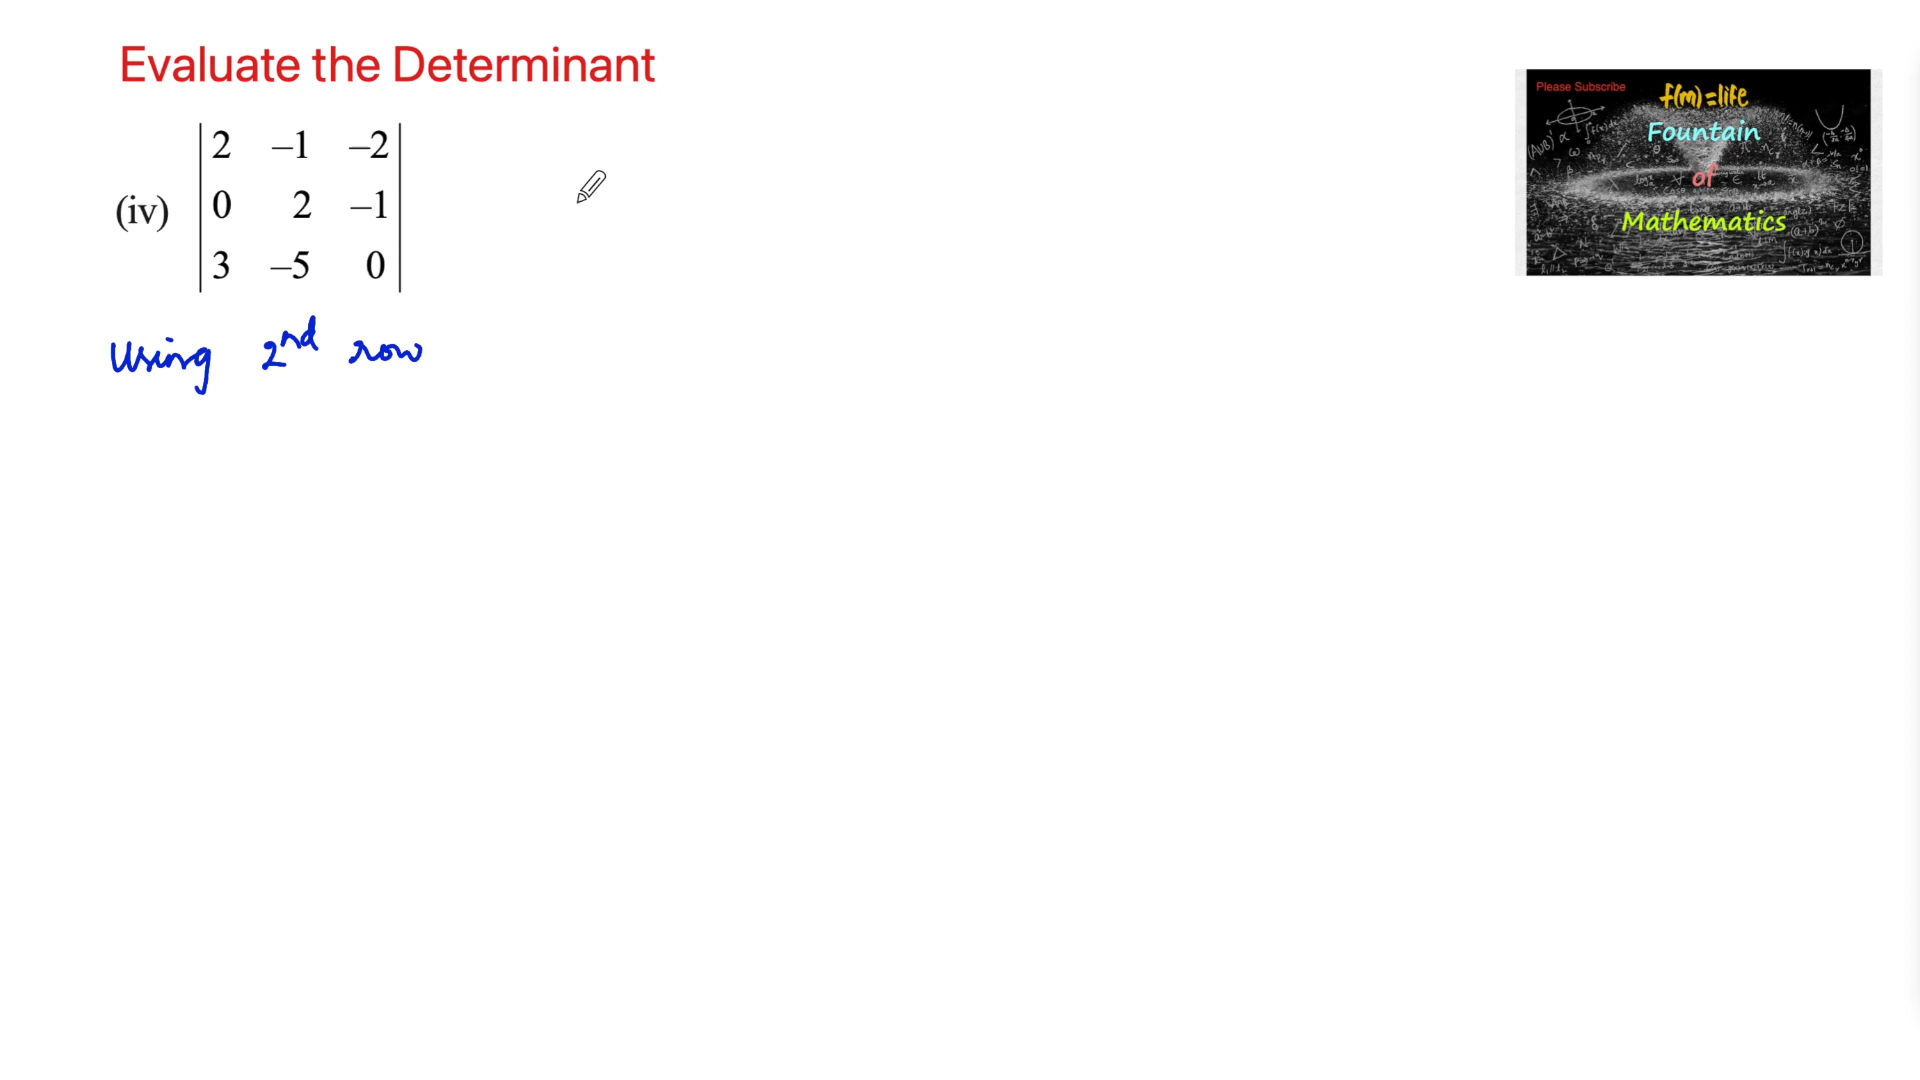 Evaluate the Determinant
(iv)
2 –1 –2
0 2 –1
3 –5 0
Using 2nd row
Please Subscribe
f(m)=life
Fountain
of
Mathematics